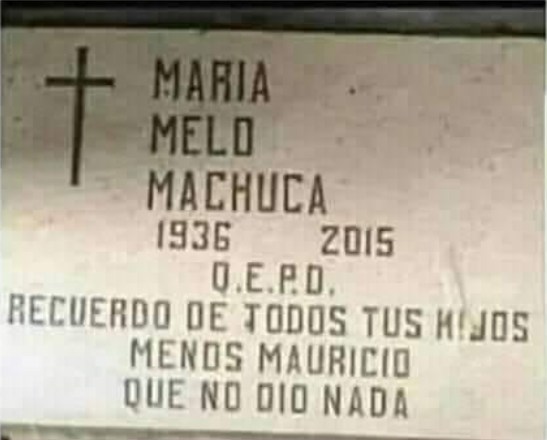 MARIA
MELO
MACHUCA
1936 2015
Q.E.P.D.
RECUERDO DE TODOS TUS HIJOS
MENOS MAURICIO
QUE NO DIO NADA